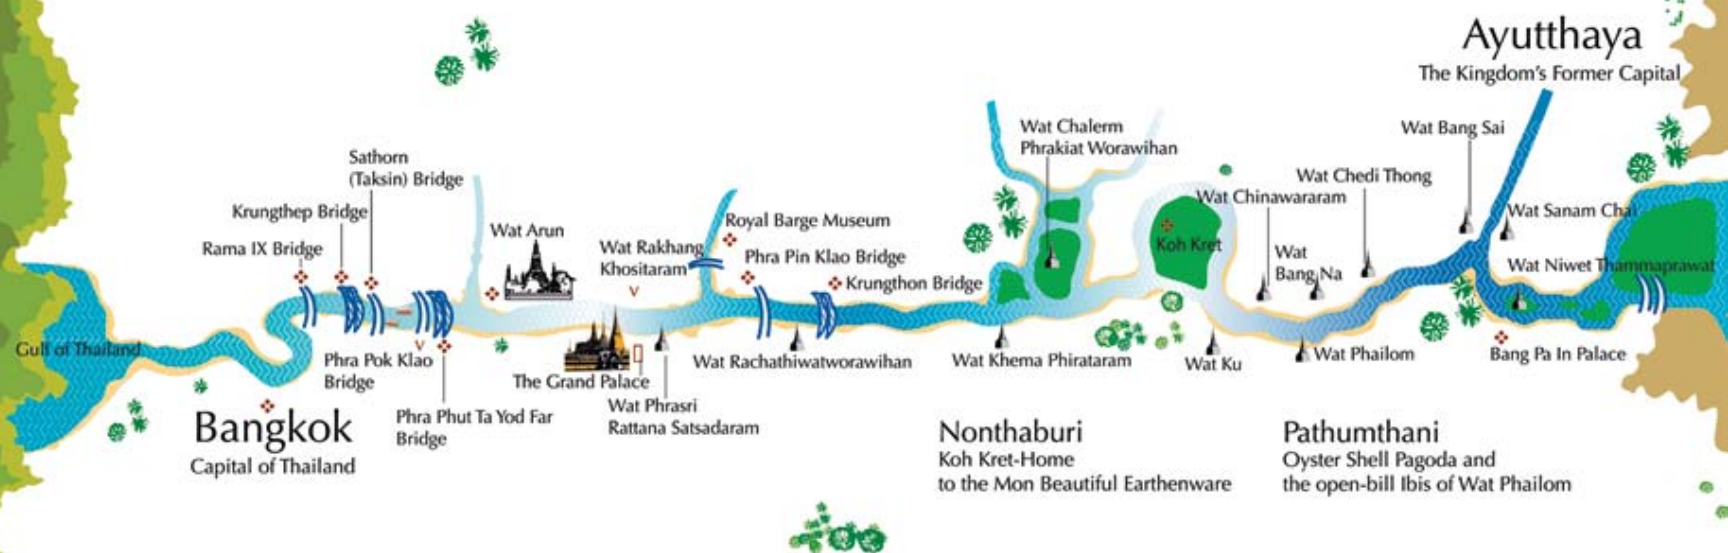 Ayutthaya
The Kingdom's Former Capital
Wat Chalerm
Phrakiat Worawihan
Wat Bang Sai
Sathorn
(Taksin) Bridge
Wat Chedi Thong
Wat Chinawararam
Krungthep Bridge
Wat Sanam Chai
Royal Barge Museum
Wat Arun
Rama IX Bridge
Wat Rakhang
Khositaram
Koh Kret
Wat
Bang Na
Phra Pin Klao Bridge
Wat Niwet Thammaprawat
Krungthon Bridge
Gulf of Thailand
Phra Pok Klao
Bridge
Wat Rachathiwatworawihan
Wat Khema Phirataram
Wat Ku
Wat Phailom
Bang Pa In Palace
The Grand Palace
Wat Phrasri
Rattana Satsadaram
Phra Phut Ta Yod Far
Bridge
Bangkok
Capital of Thailand
Nonthaburi
Koh Kret-Home
to the Mon Beautiful Earthenware
Pathumthani
Oyster Shell Pagoda and
the open-bill Ibis of Wat Phailom